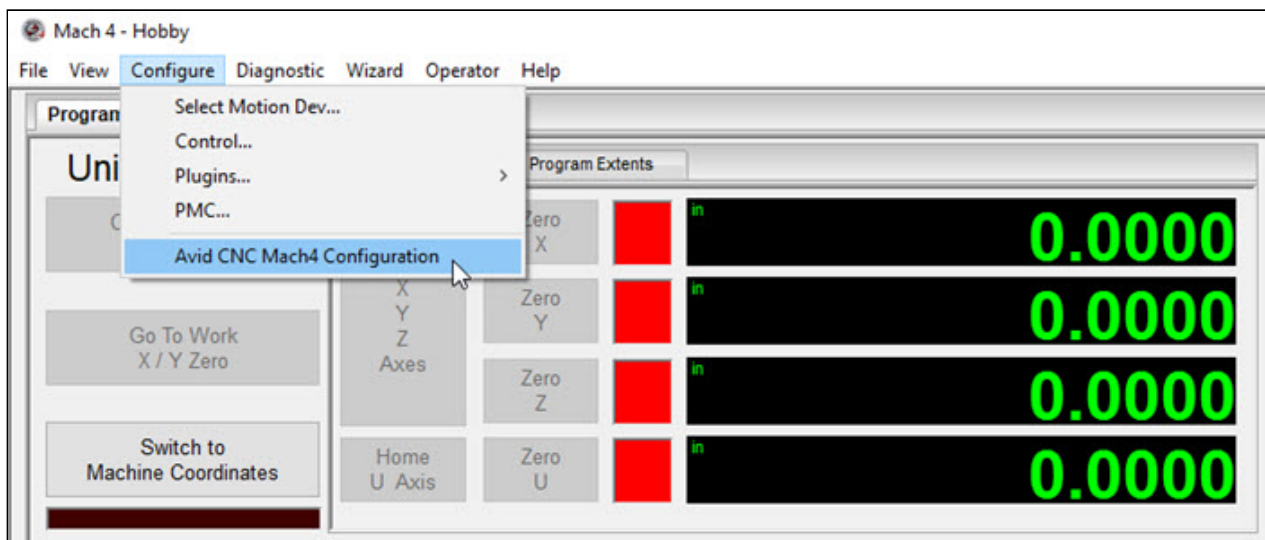 Mach 4 - Hobby
File View Configure Diagnostic Wizard Operator Help
Select Motion Dev...
Control...
Plugins...
PMC...
Avid CNC Mach4 Configuration
Program Extents
Zero
X
in
0.0000
X
Y
Z
Axes
Zero
Y
in
0.0000
Go To Work
X / Y Zero
Zero
Z
in
0.0000
Switch to
Machine Coordinates
Home
U Axis
Zero
U
in
0.0000